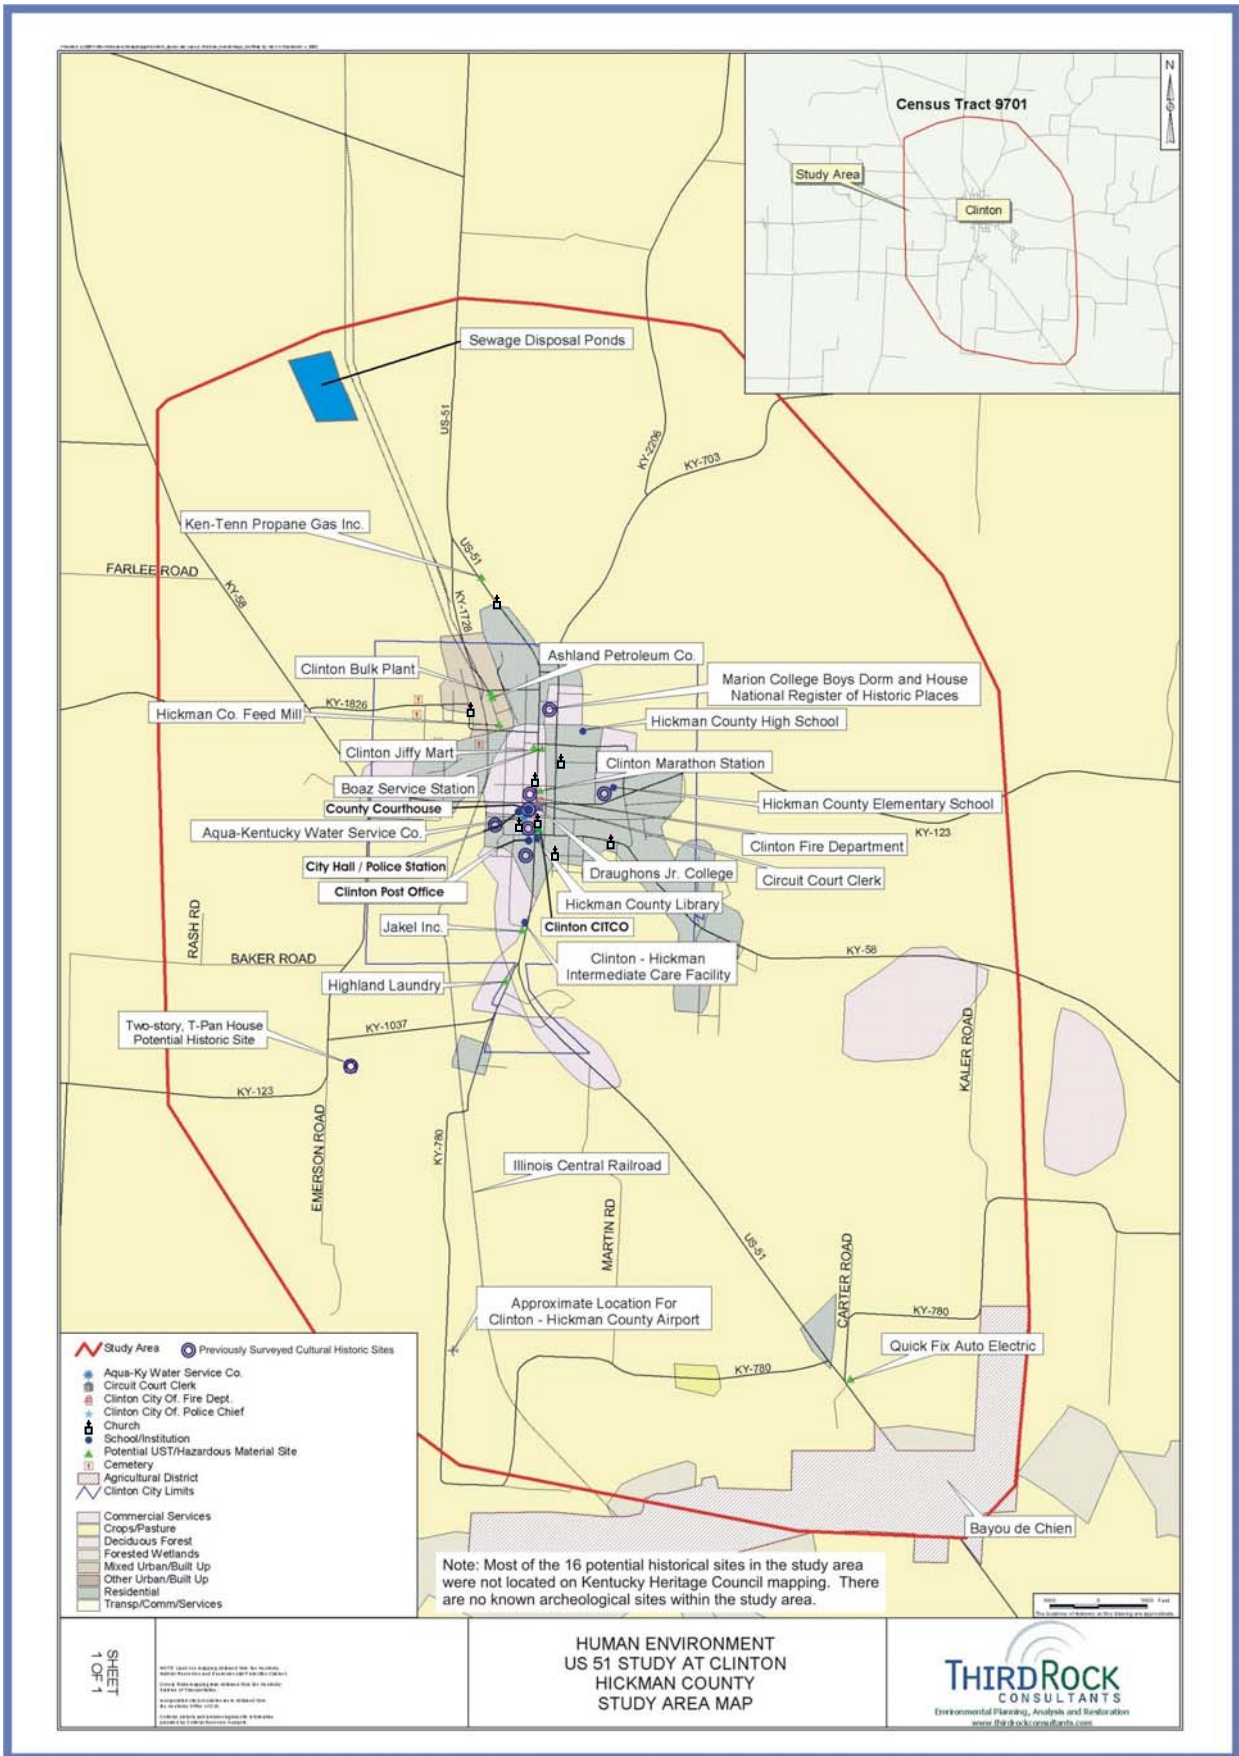 N
Census Tract 9701
Study Area
Clinton
Sewage Disposal Ponds
US-51
KY-2206
KY-703
Ken-Tenn Propane Gas Inc.
US-51
FARLEE ROAD
KY-58
KY-1728
Ashland Petroleum Co.
Clinton Bulk Plant
Marion College Boys Dorm and House
National Register of Historic Places
KY-1826
Hickman Co. Feed Mill
Hickman County High School
Clinton Jiffy Mart
Clinton Marathon Station
Boaz Service Station
Hickman County Elementary School
County Courthouse
Aqua-Kentucky Water Service Co.
KY-123
Clinton Fire Department
City Hall / Police Station
Draughons Jr. College
Circuit Court Clerk
Clinton Post Office
Hickman County Library
Jakel Inc.
Clinton CITCO
RASH RD
BAKER ROAD
KY-58
Clinton - Hickman
Intermediate Care Facility
Highland Laundry
Two-story, T-Pan House
Potential Historic Site
KY-1037
KALER ROAD
KY-123
EMERSON ROAD
KY-780
Illinois Central Railroad
MARTIN RD
US-51
CARTER ROAD
Approximate Location For
Clinton - Hickman County Airport
KY-780
Quick Fix Auto Electric
KY-780
Bayou de Chien
Study Area
Previously Surveyed Cultural Historic Sites
Aqua-Ky Water Service Co.
Circuit Court Clerk
Clinton City Of. Fire Dept.
Clinton City Of. Police Chief
Church
School/Institution
Potential UST/Hazardous Material Site
Cemetery
Agricultural District
Clinton City Limits
Commercial Services
Crops/Pasture
Deciduous Forest
Forested Wetlands
Mixed Urban/Built Up
Other Urban/Built Up
Residential
Transp/Comm/Services
Note: Most of the 16 potential historical sites in the study area
were not located on Kentucky Heritage Council mapping. There
are no known archeological sites within the study area.
SHEET
1 OF 1
HUMAN ENVIRONMENT
US 51 STUDY AT CLINTON
HICKMAN COUNTY
STUDY AREA MAP
THIRDROCK
CONSULTANTS
Environmental Planning, Analysis and Restoration
www.thirdrockconsultants.com